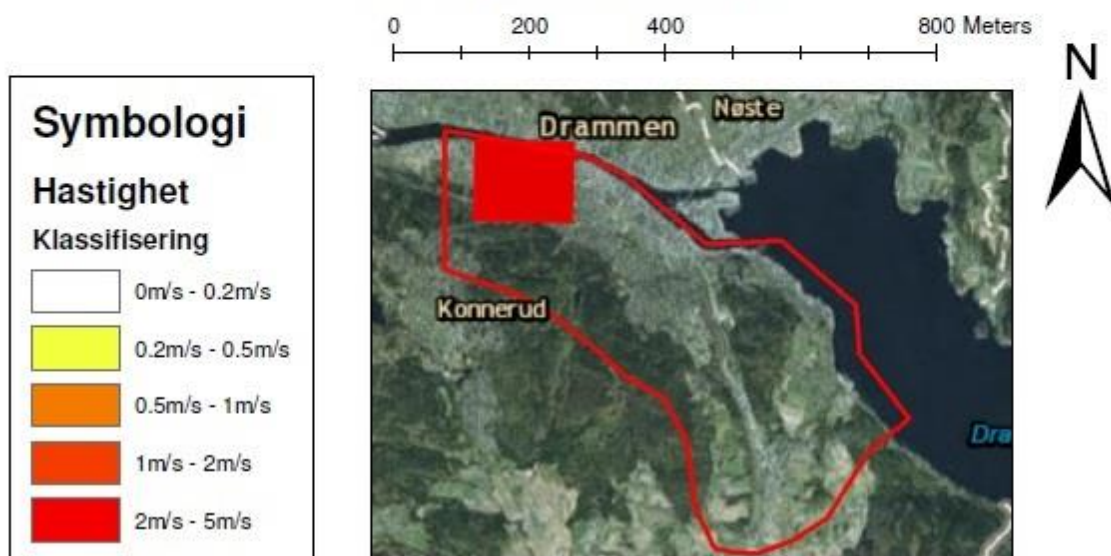 0 200 400 800 Meters
N
Symbologi
Hastighet
Klassifisering
0m/s - 0.2m/s
0.2m/s - 0.5m/s
0.5m/s - 1m/s
1m/s - 2m/s
2m/s - 5m/s
Nøste
Drammen
Konnerud
Dra